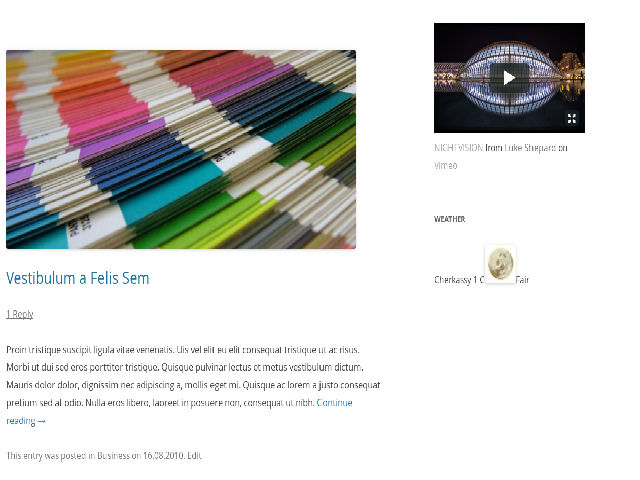 Vestibulum a Felis Sem
1 Reply
Proin tristique suscipit ligula vitae venenatis. Uis vel elit eu elit consequat tristique ut ac risus.
Morbi ut dui sed eros porttitor tristique. Quisque pulvinar lectus et metus vestibulum dictum.
Mauris dolor dolor, dignissim nec adipiscing a, mollis eget mi. Quisque ac lorem a justo consequat
pretium sed al odio. Nulla eros libero, laoreet in posuere non, consequat ut nibh. Continue
reading →
This entry was posted in Business on 16.08.2010. Edit
NIGHTVISION from Luke Shepard on
Vimeo
WEATHER
Cherkassy 1 C Fair